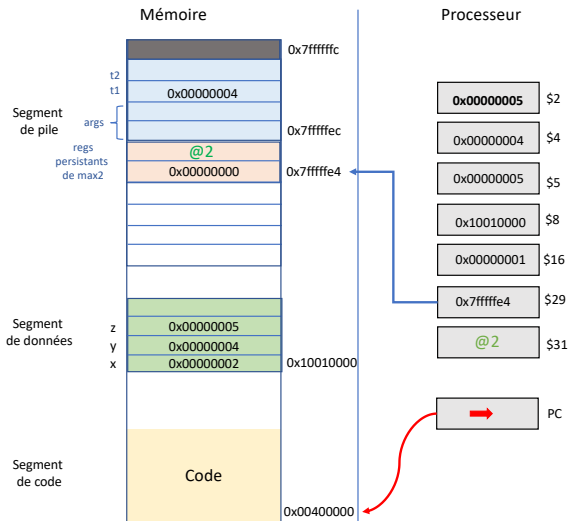 Mémoire
Processeur
0x7ffffffc
t2
t1
0x00000004
Segment
de pile
args
0x7fffffec
regs
persistants
de max2
@2
0x00000000
0x7fffffe4
0x00000005
$2
0x00000004
$4
0x00000005
$5
0x10010000
$8
0x00000001
$16
0x7fffffe4
$29
@2
$31
PC
Segment
de données
z
0x00000005
y
0x00000004
x
0x00000002
0x10010000
Segment
de code
Code
0x00400000